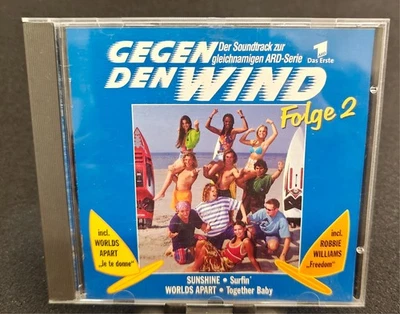 GEGEN
DEN WIND
Der Soundtrack zur
gleichnamigen ARD-Serie
1
Das Erste
Folge 2
incl.
WORLDS
APART
„Je te donne"
incl.
ROBBIE
WILLIAMS
„Freedom"
SUNSHINE • Surfin'
WORLDS APART • Together Baby